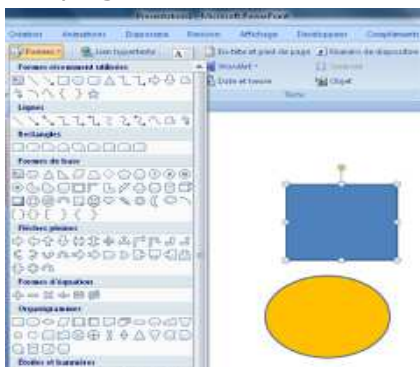 Présentation1 - Microsoft PowerPoint
Création Animations Diaporama Révision Affichage Développeur Compléments
Formes Lien hypertexte A En-tête et pied de page Numéro de diapositive
Formes récemment utilisées WordArt
Date et heure Objet
Texte
Lignes
Rectangles
Formes de base
Flèches pleines
Formes d'équation
Organigrammes
Étoiles et bannières